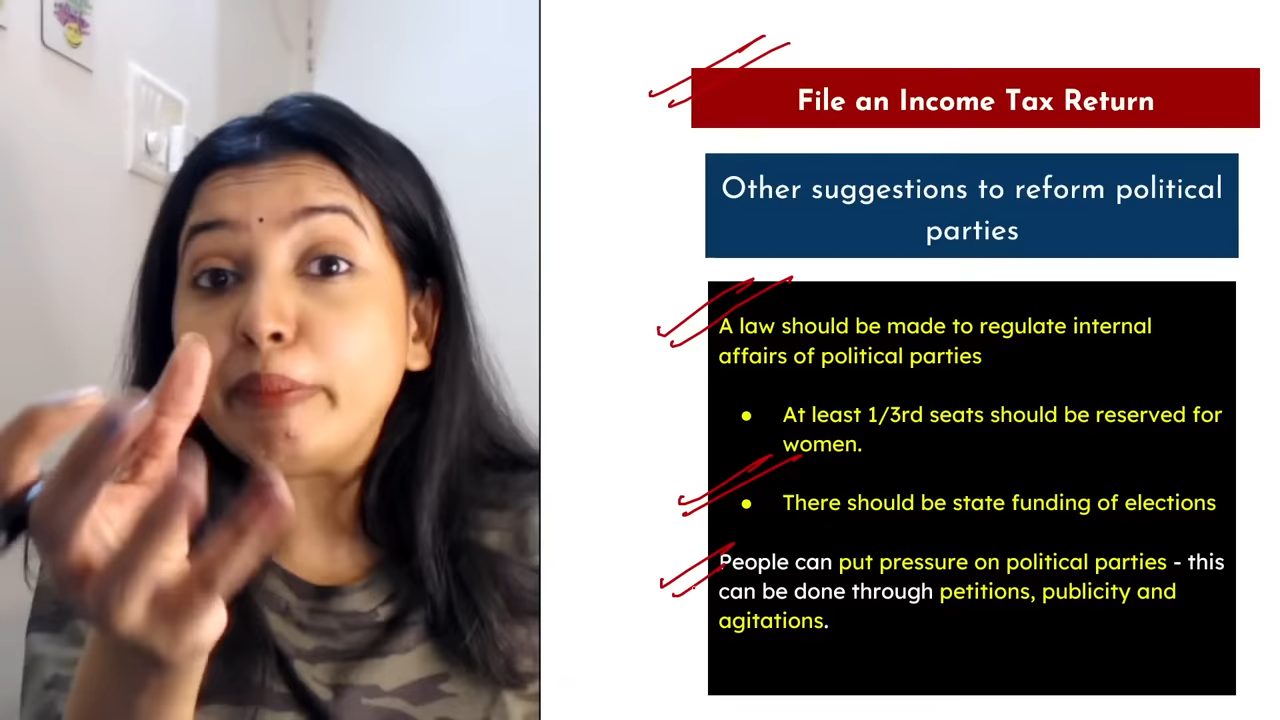 File an Income Tax Return
Other suggestions to reform political
parties
A law should be made to regulate internal
affairs of political parties
● At least 1/3rd seats should be reserved for
women.
● There should be state funding of elections
People can put pressure on political parties - this
can be done through petitions, publicity and
agitations.